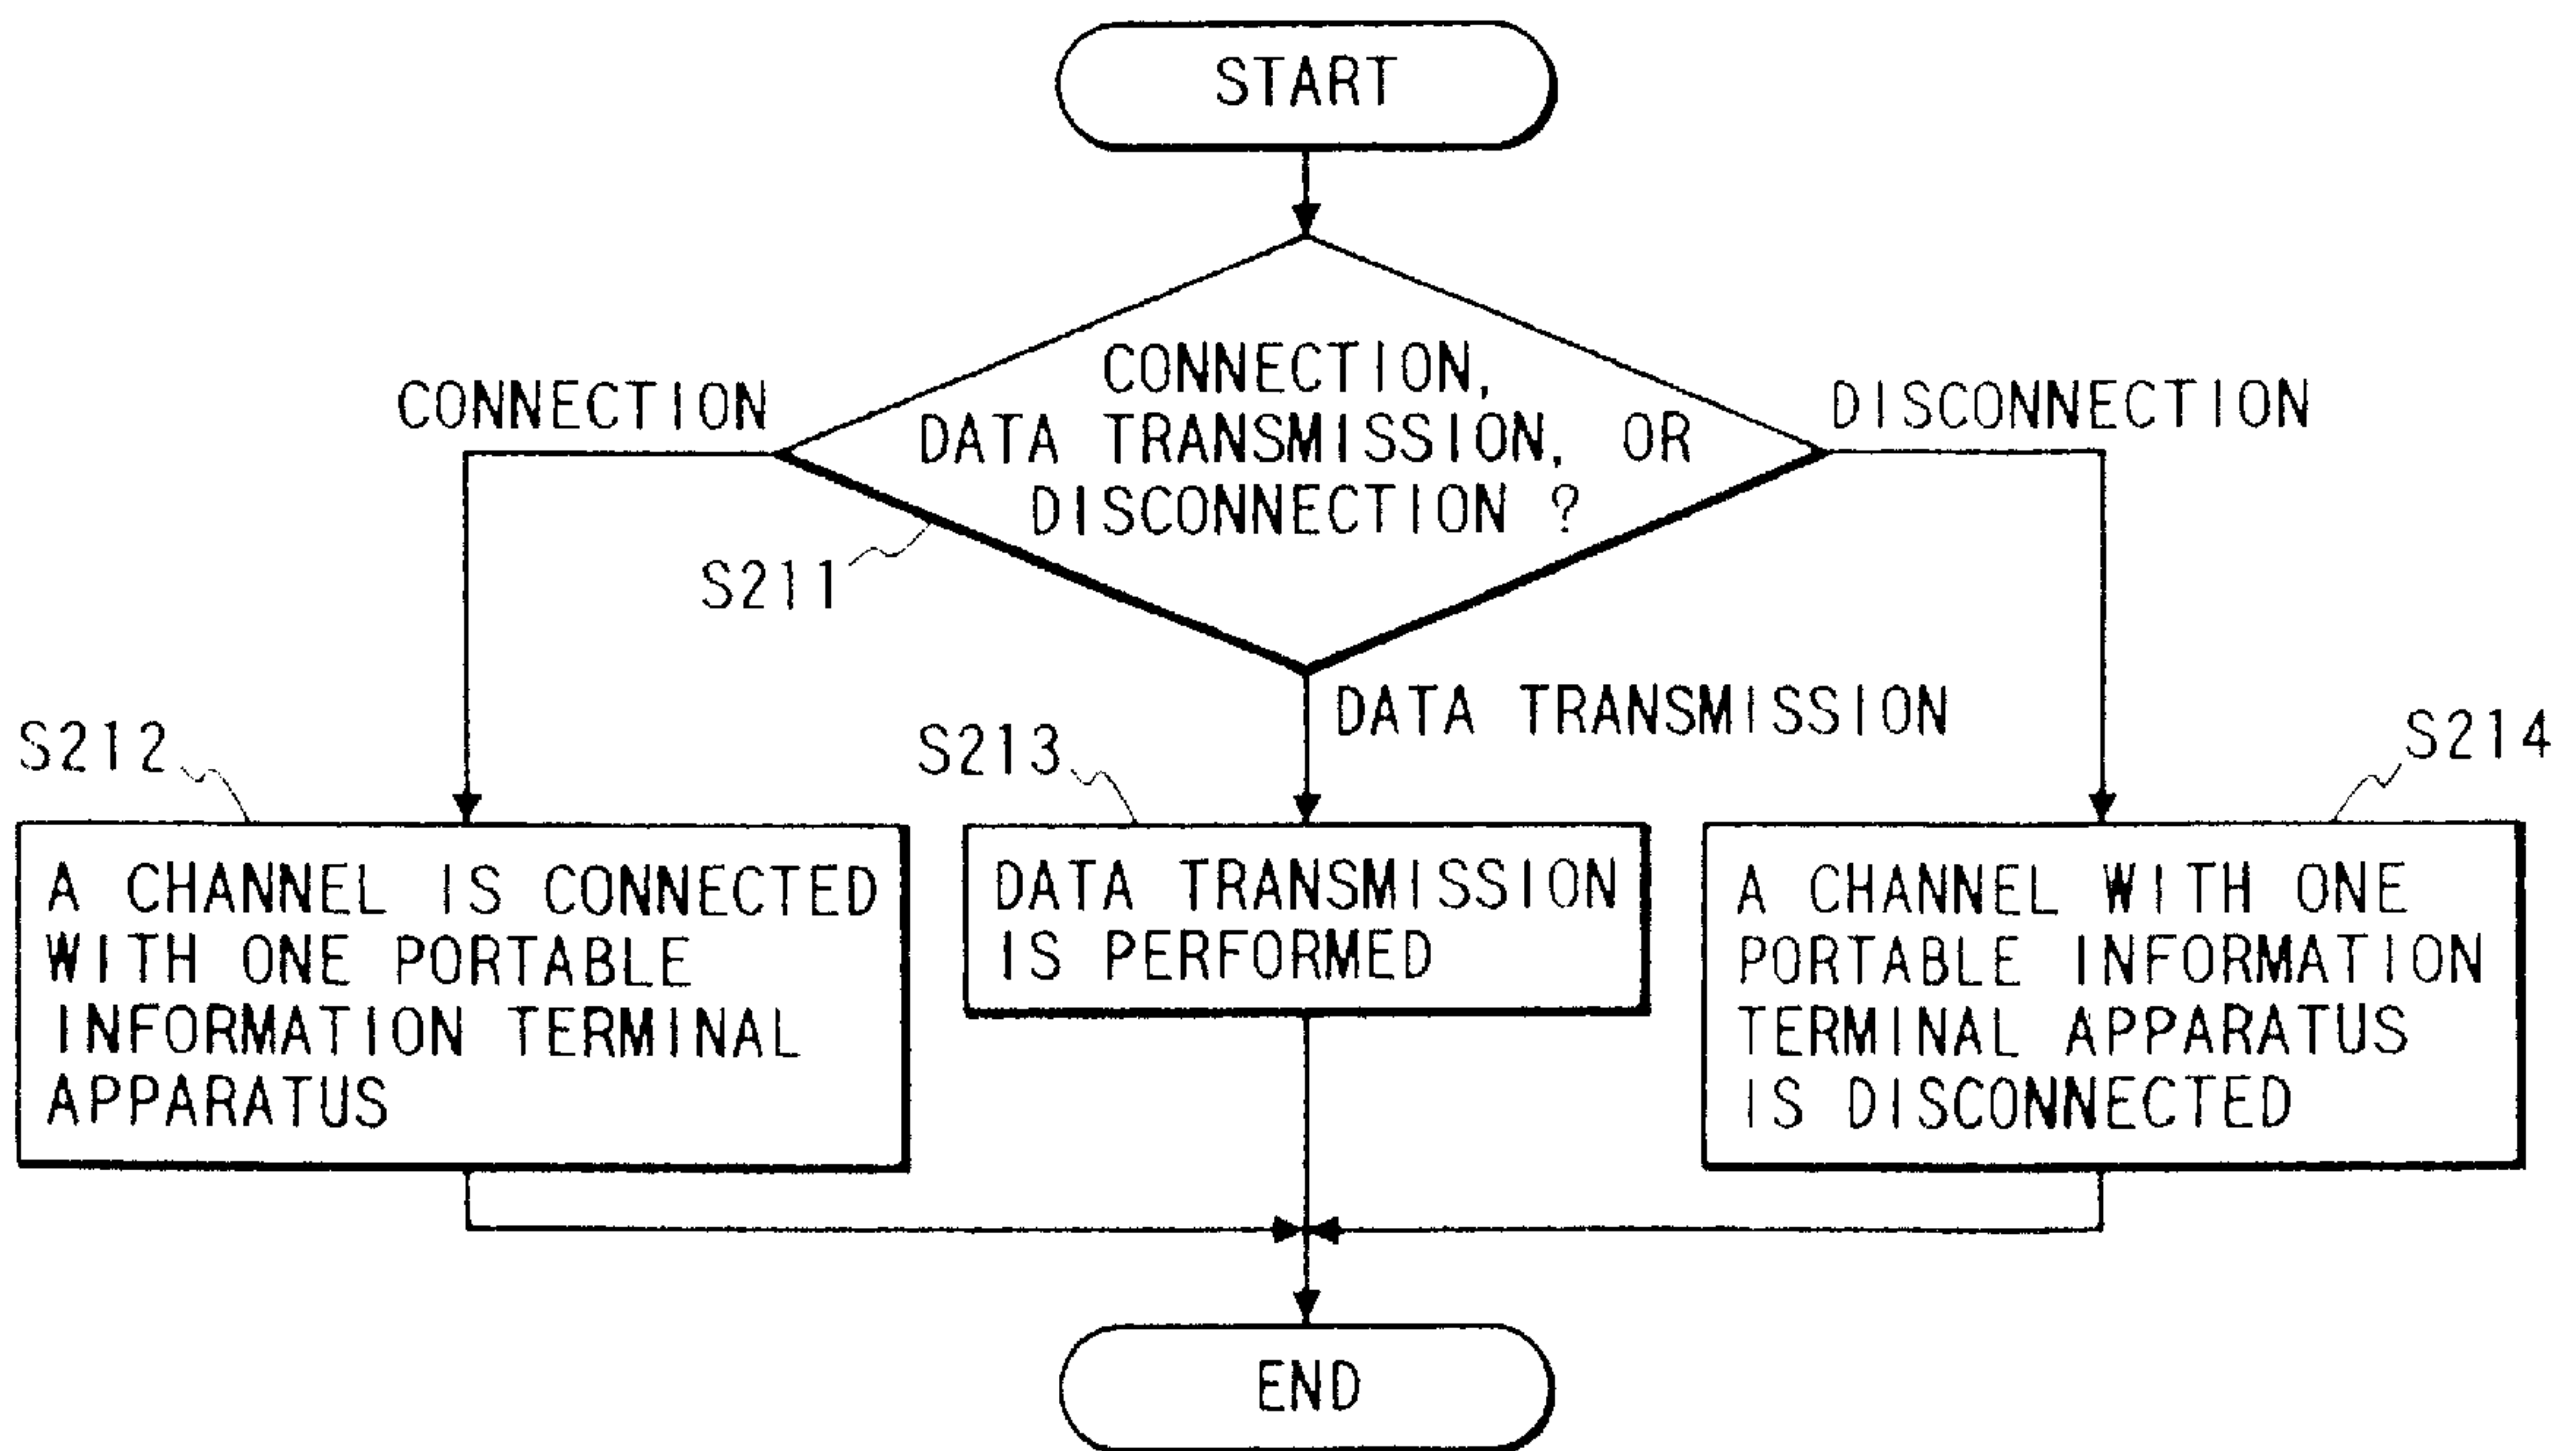 START
CONNECTION,
DATA TRANSMISSION, OR
DISCONNECTION ?
CONNECTION
DISCONNECTION
S211
DATA TRANSMISSION
S212
S213
S214
A CHANNEL IS CONNECTED
WITH ONE PORTABLE
INFORMATION TERMINAL
APPARATUS
DATA TRANSMISSION
IS PERFORMED
A CHANNEL WITH ONE
PORTABLE INFORMATION
TERMINAL APPARATUS
IS DISCONNECTED
END